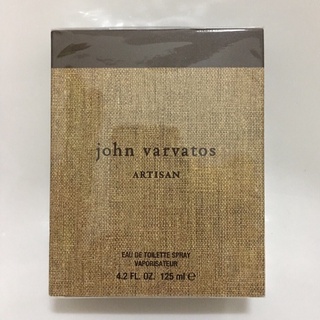 john varvatos
ARTISAN
EAU DE TOILETTE SPRAY
VAPORISATEUR
4.2 FL. OZ. 125 ml ℮